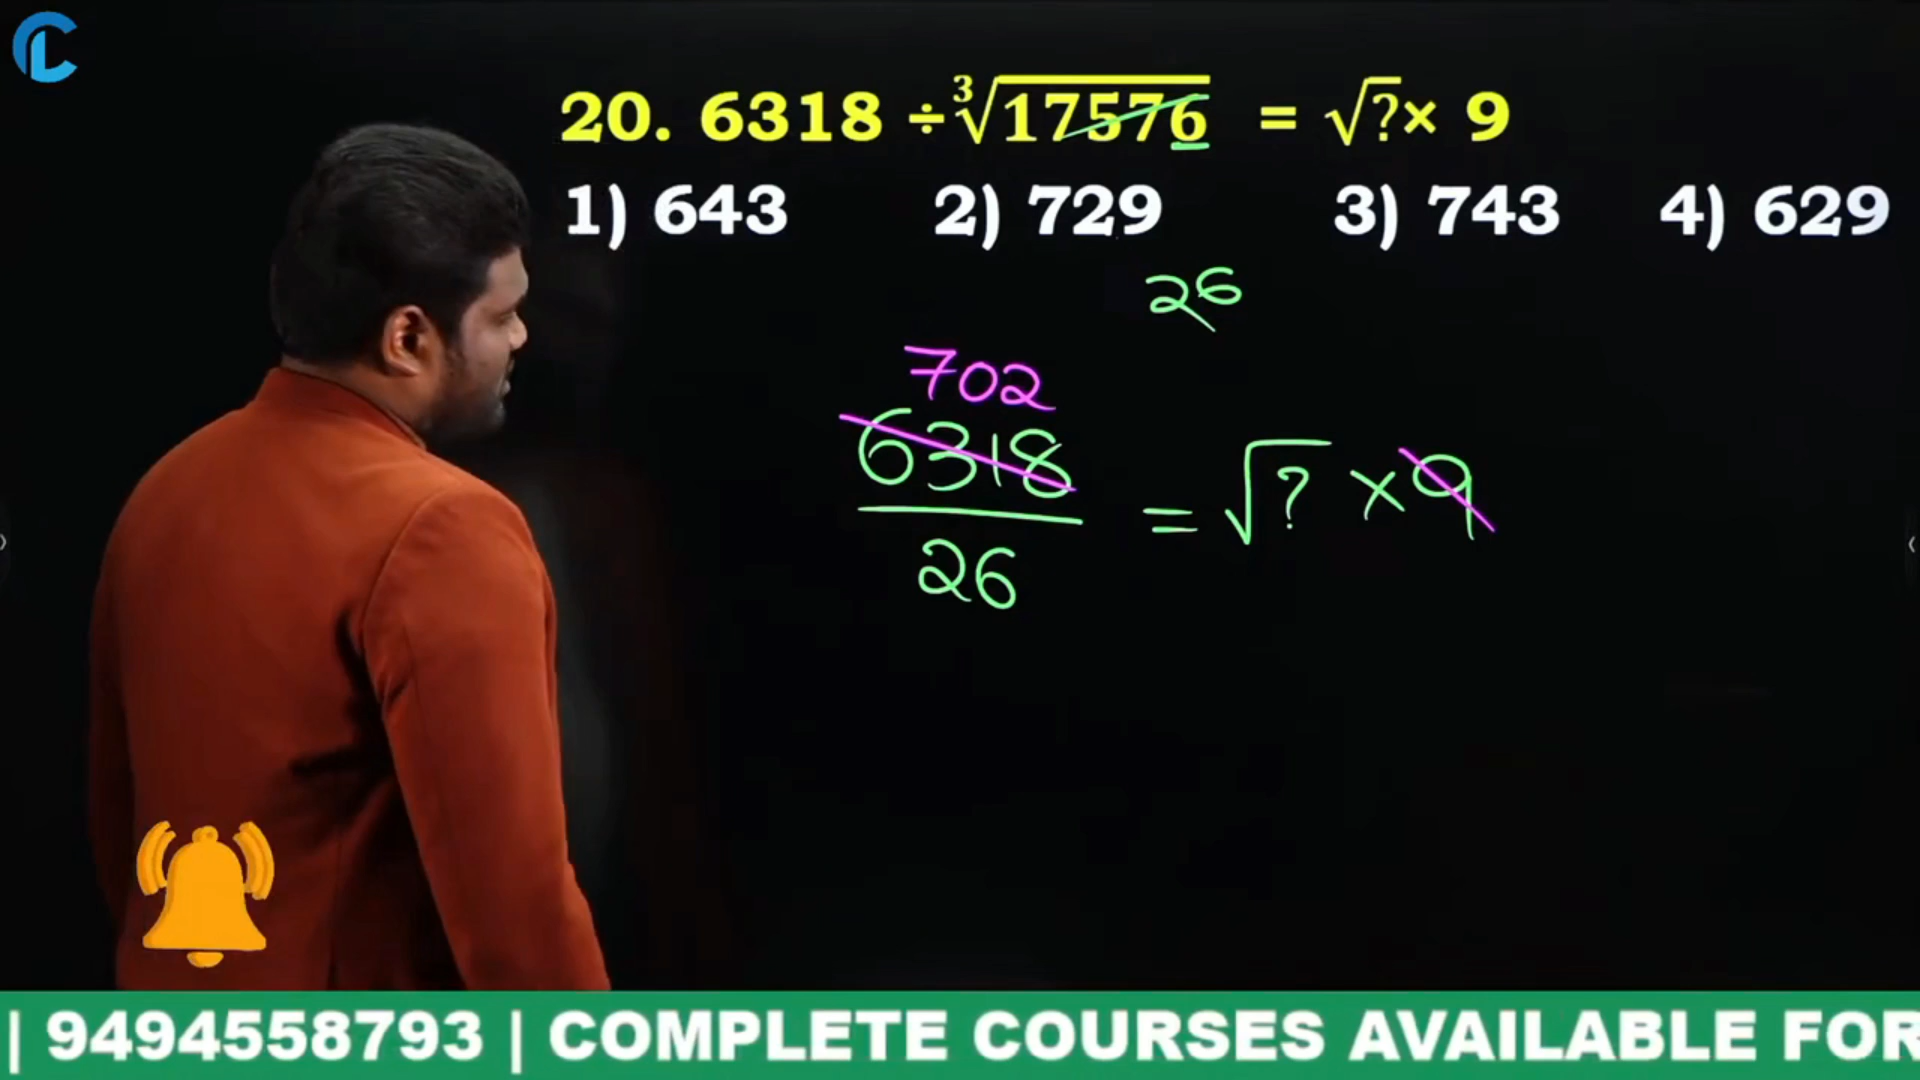 20. 6318 ÷ ∛17576 = √? × 9
1) 643 2) 729 3) 743 4) 629
26
702
6318
26
= √? × 9
| 9494558793 | COMPLETE COURSES AVAILABLE FOR